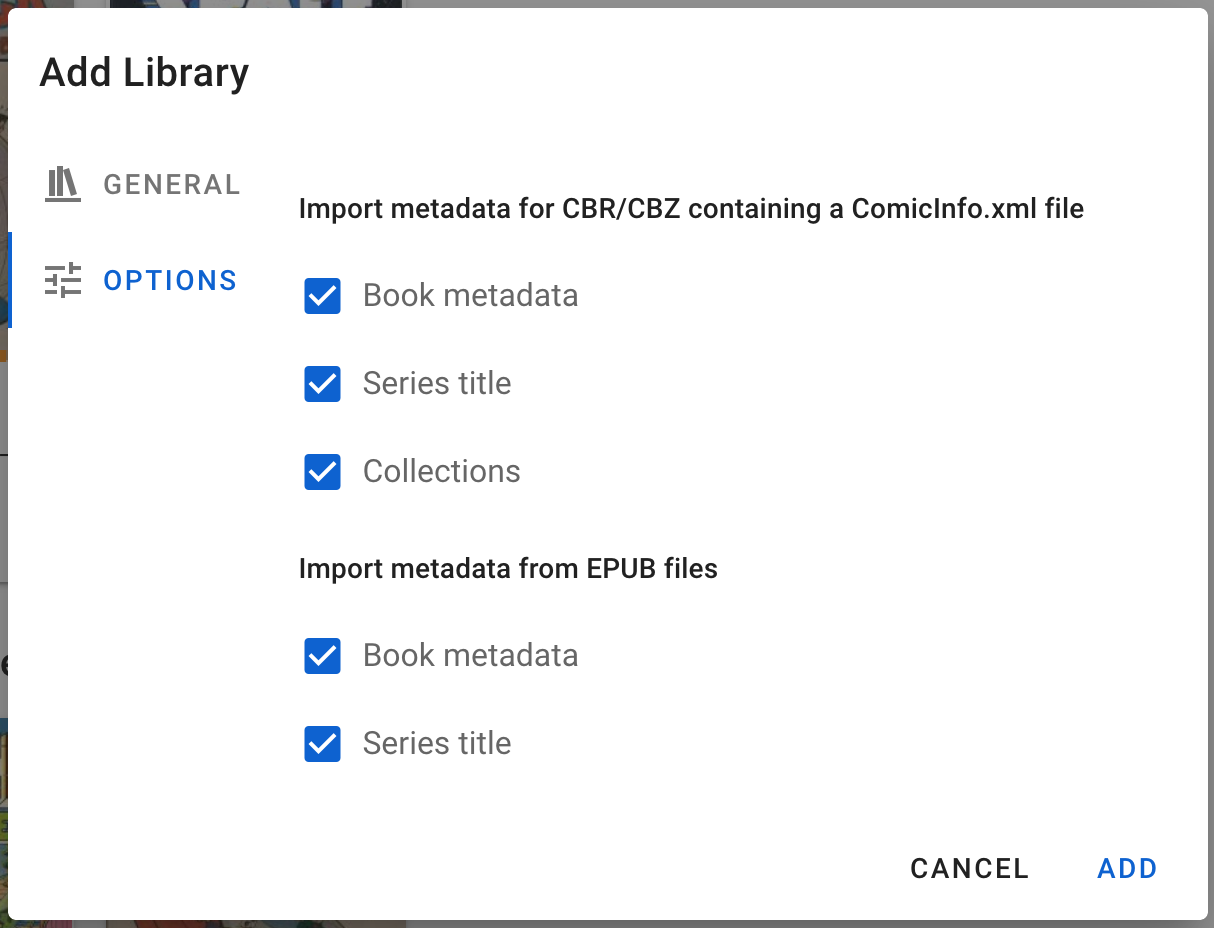 Add Library
GENERAL
OPTIONS
Import metadata for CBR/CBZ containing a ComicInfo.xml file
Book metadata
Series title
Collections
Import metadata from EPUB files
Book metadata
Series title
CANCEL
ADD